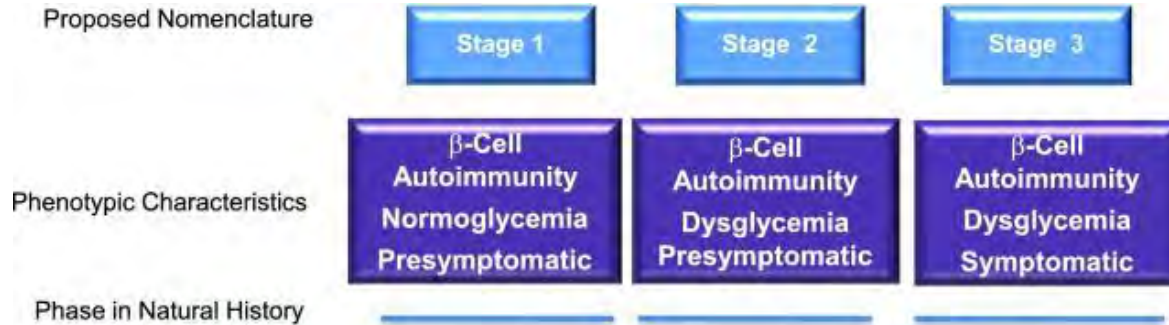 Proposed Nomenclature
Stage 1
Stage 2
Stage 3
Phenotypic Characteristics
β-Cell
Autoimmunity
Normoglycemia
Presymptomatic
β-Cell
Autoimmunity
Dysglycemia
Presymptomatic
β-Cell
Autoimmunity
Dysglycemia
Symptomatic
Phase in Natural History